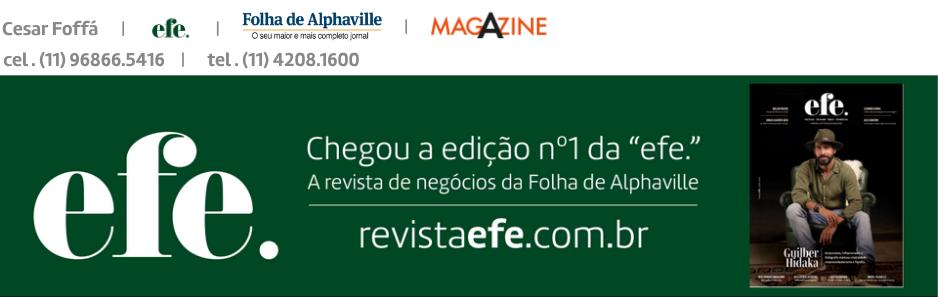 Cesar Foffá | efe. | Folha de Alphaville | MAGAZINE
O seu maior e mais completo jornal
cel. (11) 96866.5416 | tel. (11) 4208.1600
efe.
Chegou a edição nº1 da “efe.”
A revista de negócios da Folha de Alphaville
revistaefe.com.br
efe.
Guilber
Hidaka